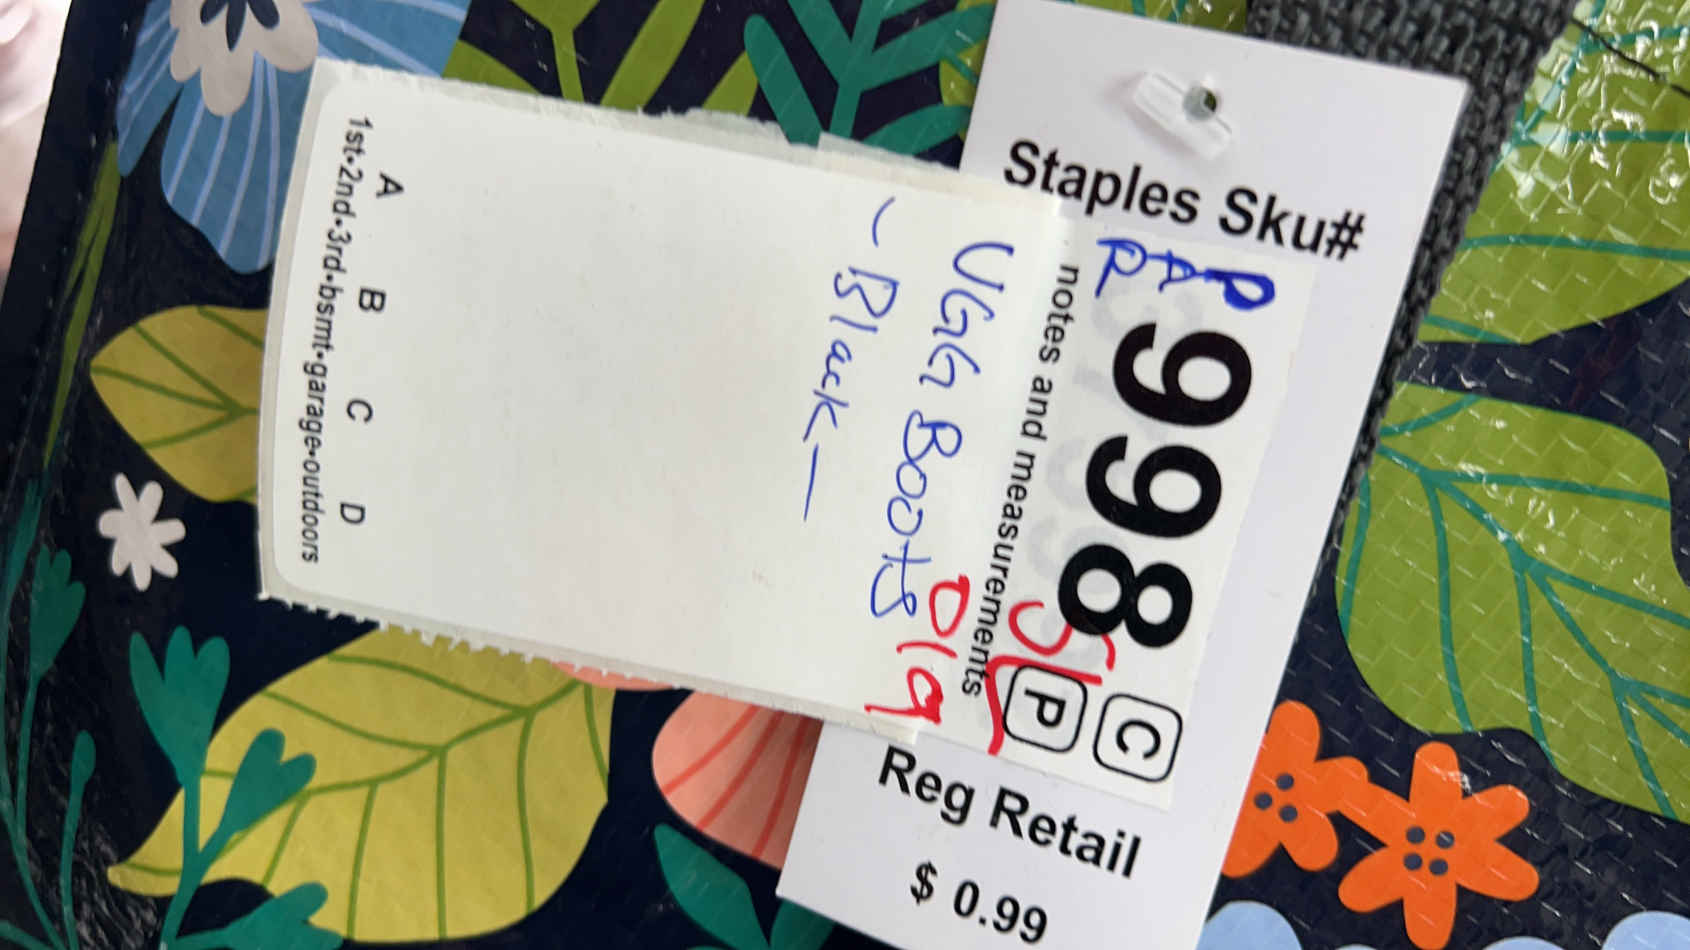 Staples Sku#
998
C
P
notes and measurements
UGG Boots
– Black –
A B C D
1st•2nd•3rd•bsmt•garage•outdoors
Reg Retail
$ 0.99